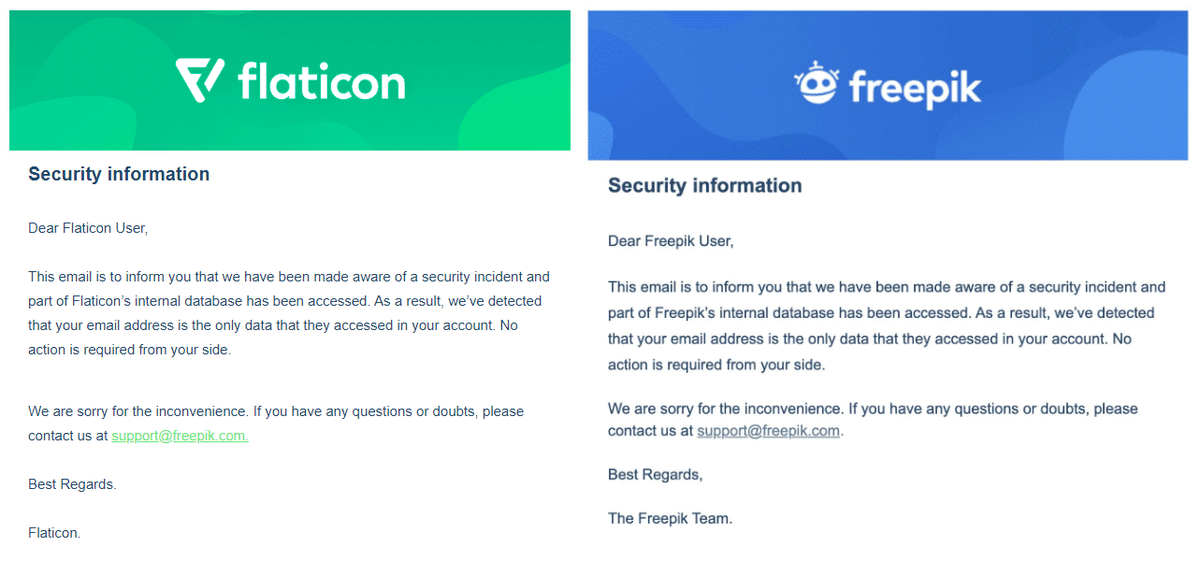 flaticon
Security information
Dear Flaticon User,
This email is to inform you that we have been made aware of a security incident and
part of Flaticon’s internal database has been accessed. As a result, we’ve detected
that your email address is the only data that they accessed in your account. No
action is required from your side.
We are sorry for the inconvenience. If you have any questions or doubts, please
contact us at support@freepik.com.
Best Regards.
Flaticon.
freepik
Security information
Dear Freepik User,
This email is to inform you that we have been made aware of a security incident and
part of Freepik’s internal database has been accessed. As a result, we’ve detected
that your email address is the only data that they accessed in your account. No
action is required from your side.
We are sorry for the inconvenience. If you have any questions or doubts, please
contact us at support@freepik.com.
Best Regards,
The Freepik Team.